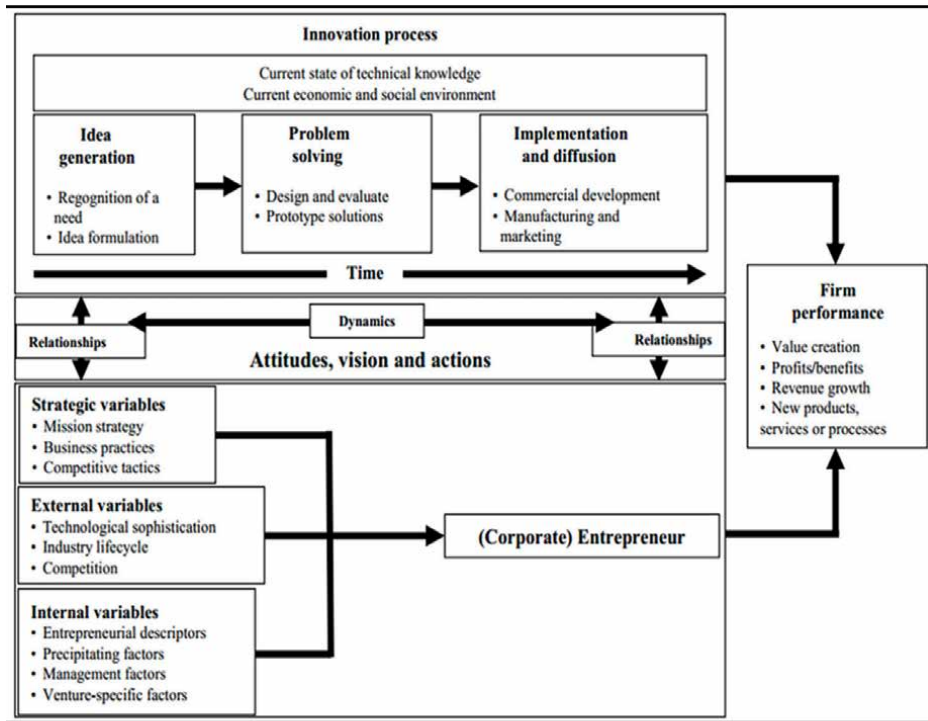 Innovation process
Current state of technical knowledge
Current economic and social environment
Idea
generation
• Regognition of a
need
• Idea formulation
Problem
solving
• Design and evaluate
• Prototype solutions
Implementation
and diffusion
• Commercial development
• Manufacturing and
marketing
Time
Firm
performance
• Value creation
• Profits/benefits
• Revenue growth
• New products,
services or processes
Dynamics
Relationships
Relationships
Attitudes, vision and actions
Strategic variables
• Mission strategy
• Business practices
• Competitive tactics
External variables
• Technological sophistication
• Industry lifecycle
• Competition
(Corporate) Entrepreneur
Internal variables
• Entrepreneurial descriptors
• Precipitating factors
• Management factors
• Venture-specific factors